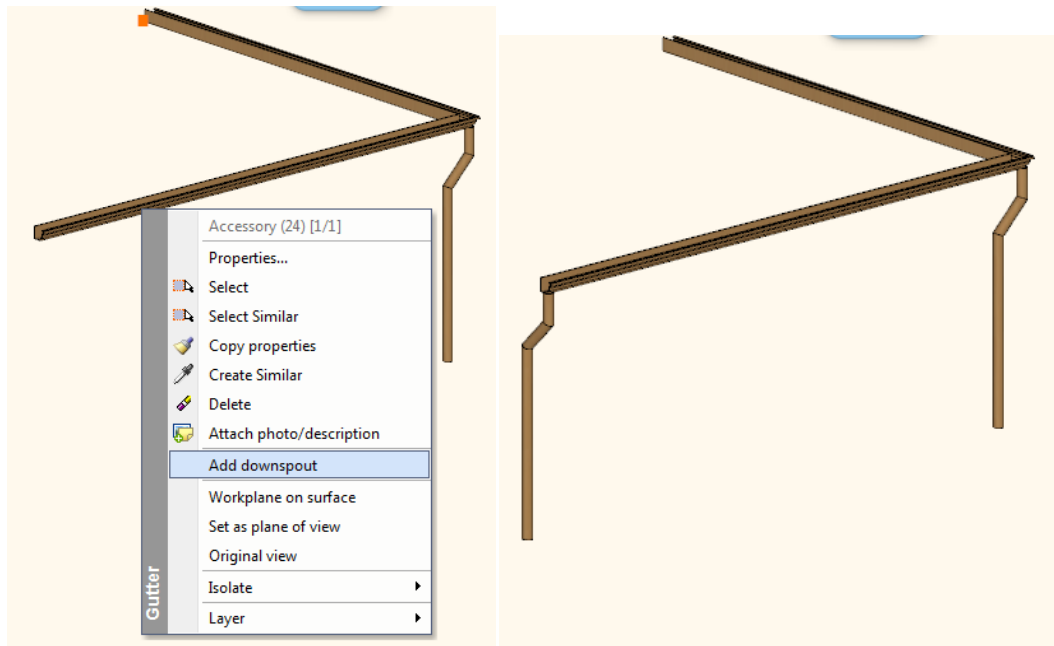 Accessory (24) [1/1]
Properties...
Select
Select Similar
Copy properties
Create Similar
Delete
Attach photo/description
Add downspout
Workplane on surface
Set as plane of view
Original view
Isolate
Layer
Gutter